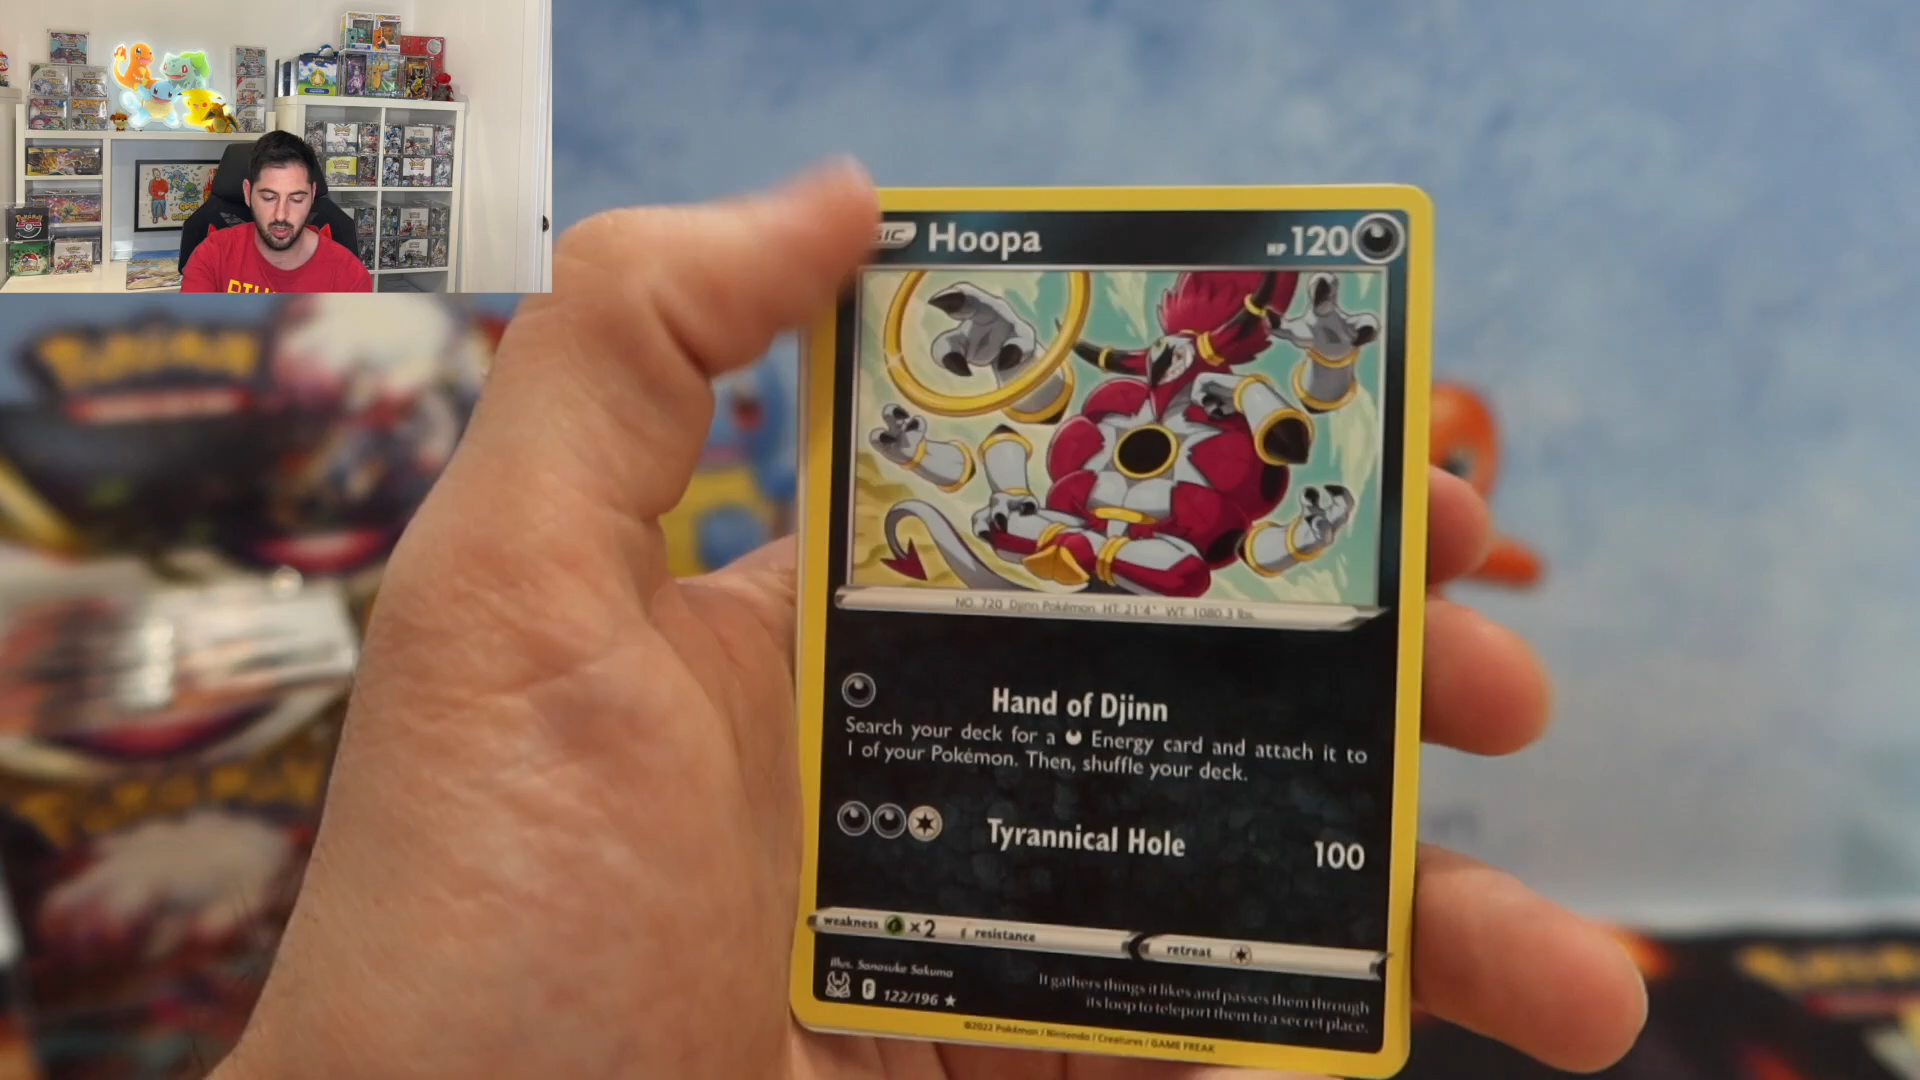 Hoopa
HP 120
NO. 720 Djinn Pokémon HT: 21'4" WT: 1080.3 lbs.
Hand of Djinn
Search your deck for a Energy card and attach it to
1 of your Pokémon. Then, shuffle your deck.
Tyrannical Hole 100
weakness ×2 resistance retreat
Illus. Sanosuke Sakuma
It gathers things it likes and passes them through
its loop to teleport them to a secret place.
F 122/196 ★
©2022 Pokémon / Nintendo / Creatures / GAME FREAK